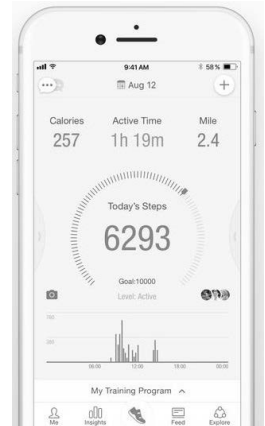 9:41 AM
58%
Aug 12
Calories Active Time Mile
257 1h 19m 2.4
Today's Steps
6293
Goal:10000
Level: Active
06:00 12:00 18:00 00:00
My Training Program
Me Insights Feed Explore